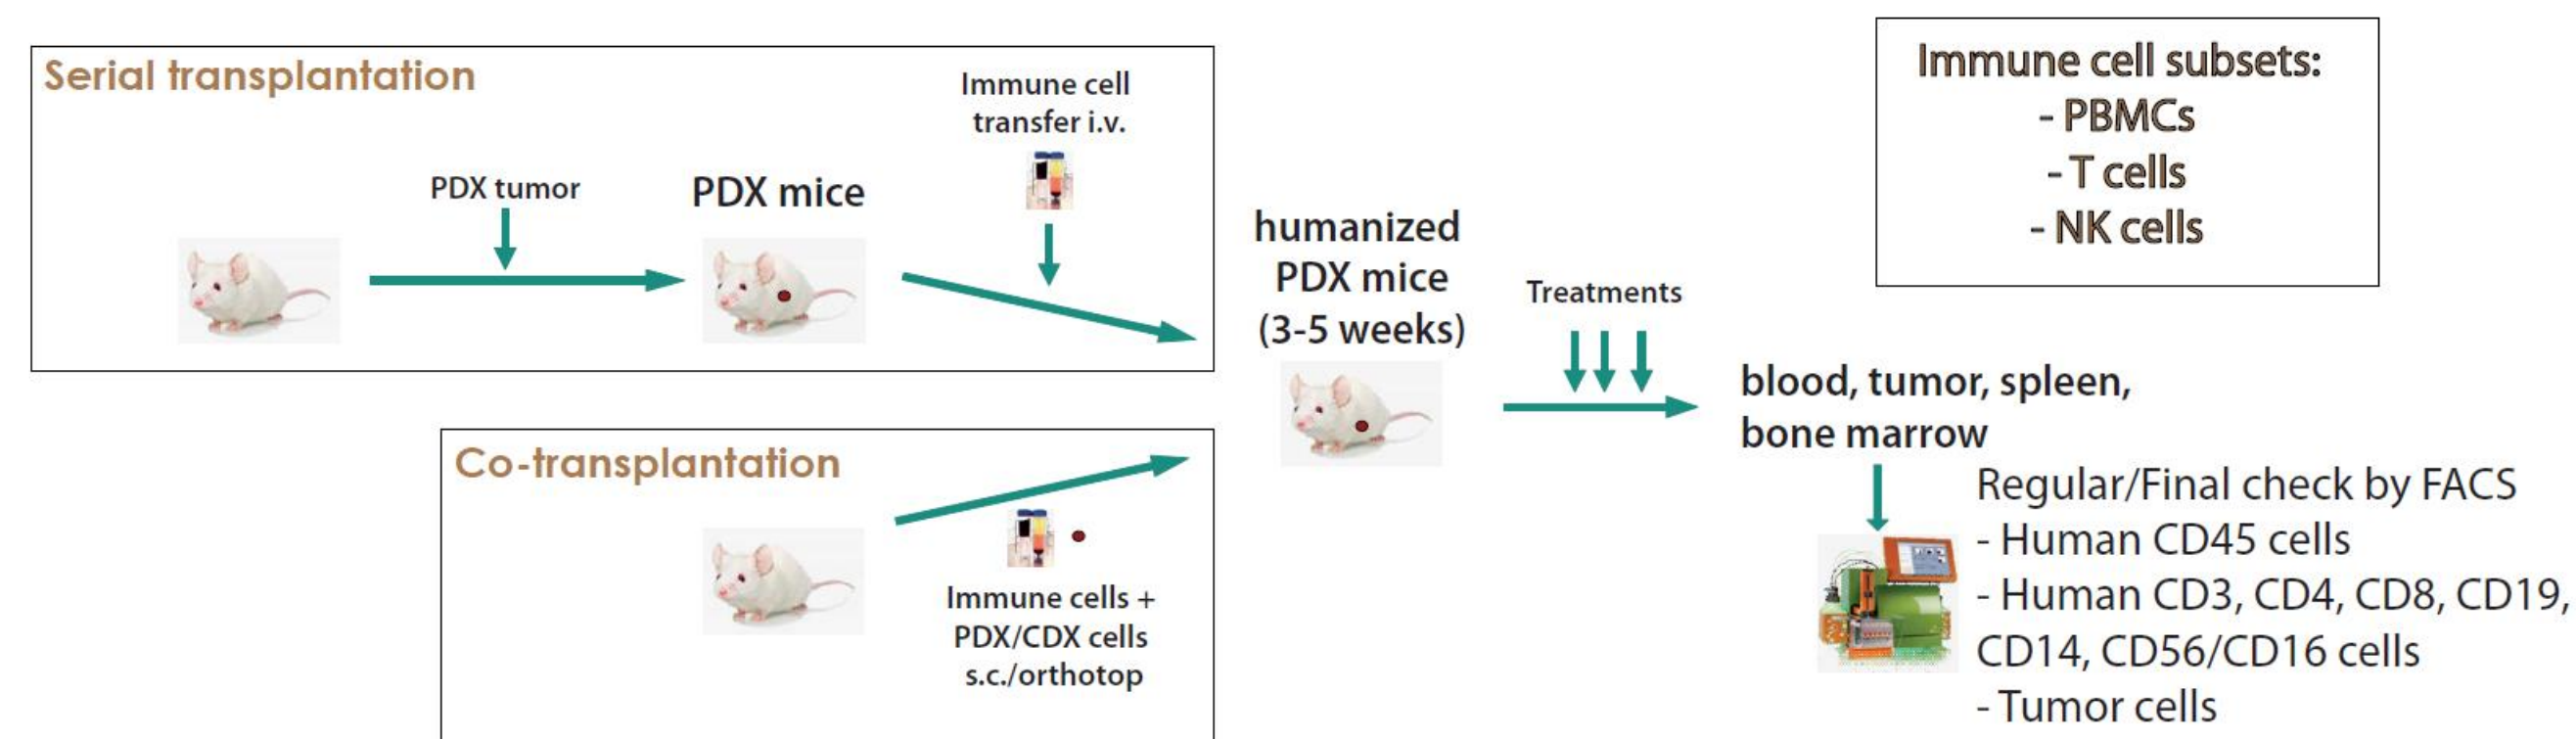 Serial transplantation
PDX tumor
PDX mice
Immune cell
transfer i.v.
Co-transplantation
Immune cells +
PDX/CDX cells
s.c./orthotop
humanized
PDX mice
(3-5 weeks)
Treatments
Immune cell subsets:
- PBMCs
- T cells
- NK cells
blood, tumor, spleen,
bone marrow
Regular/Final check by FACS
- Human CD45 cells
- Human CD3, CD4, CD8, CD19,
CD14, CD56/CD16 cells
- Tumor cells